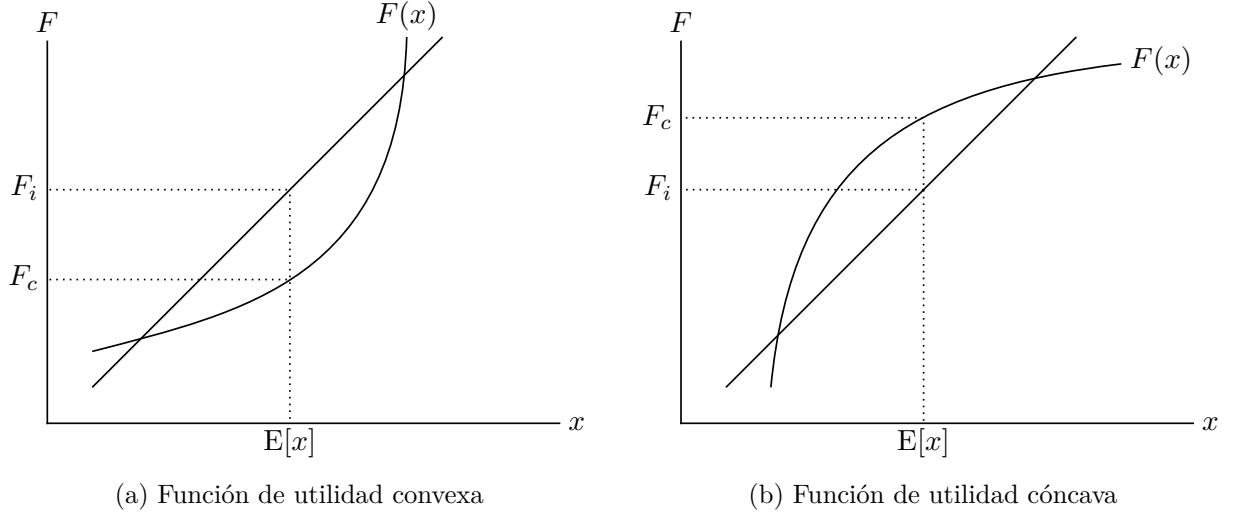 F
F(x)
F_i
F_c
x
E[x]
(a) Función de utilidad convexa
F
F(x)
F_c
F_i
x
E[x]
(b) Función de utilidad cóncava